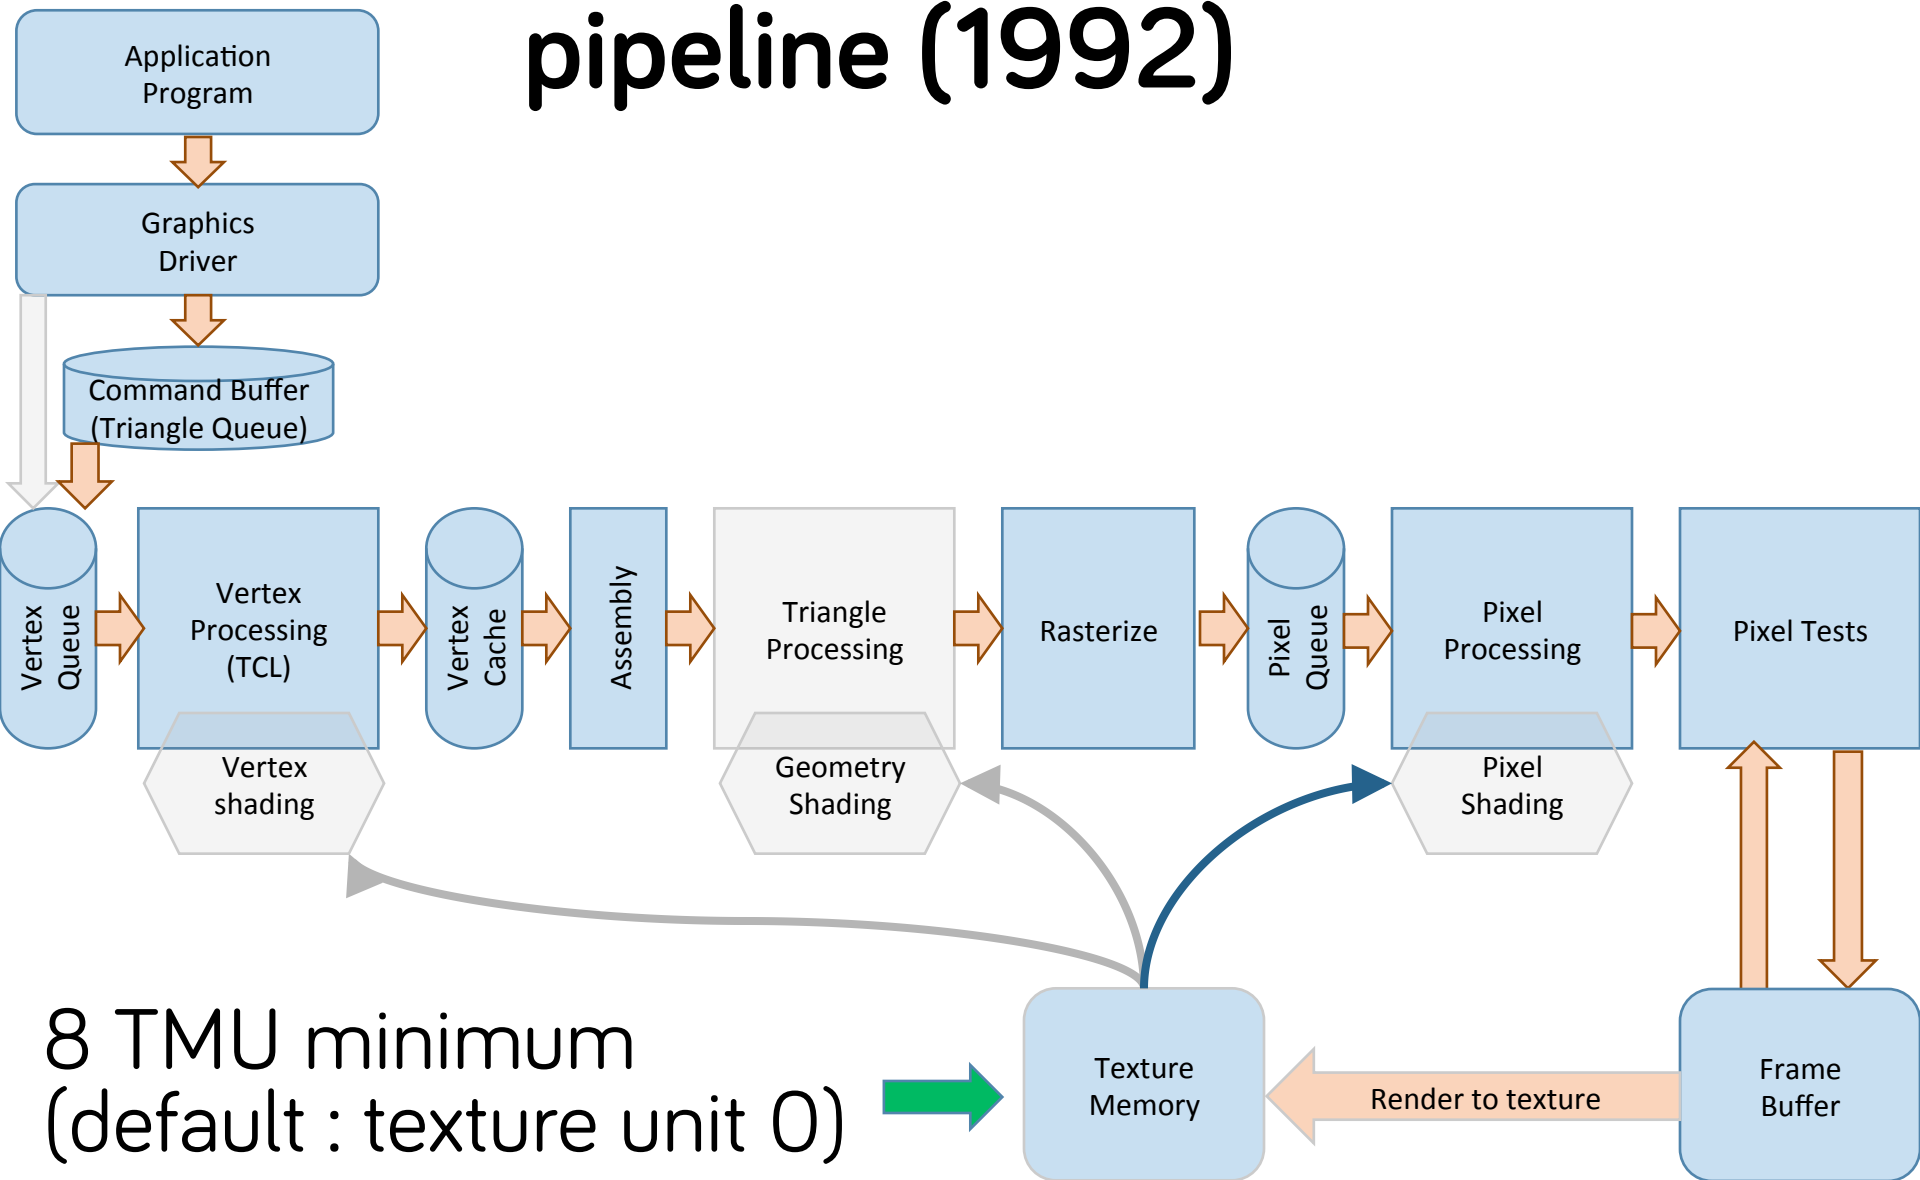 pipeline (1992)
Application
Program
Graphics
Driver
Command Buffer
(Triangle Queue)
Vertex
Queue
Vertex
Processing
(TCL)
Vertex
Cache
Assembly
Triangle
Processing
Rasterize
Pixel
Queue
Pixel
Processing
Pixel Tests
Vertex
shading
Geometry
Shading
Pixel
Shading
8 TMU minimum
(default : texture unit 0)
Texture
Memory
Render to texture
Frame
Buffer